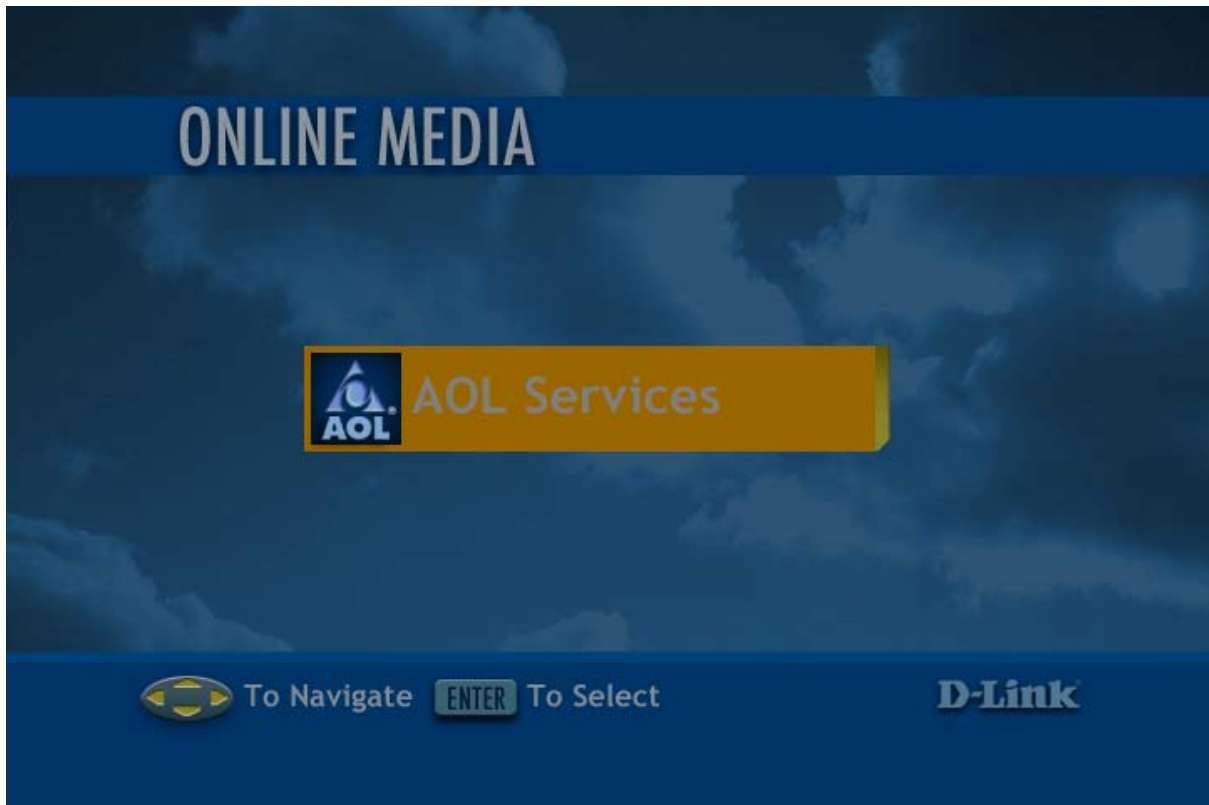 ONLINE MEDIA
AOL
AOL Services
To Navigate ENTER To Select
D-Link